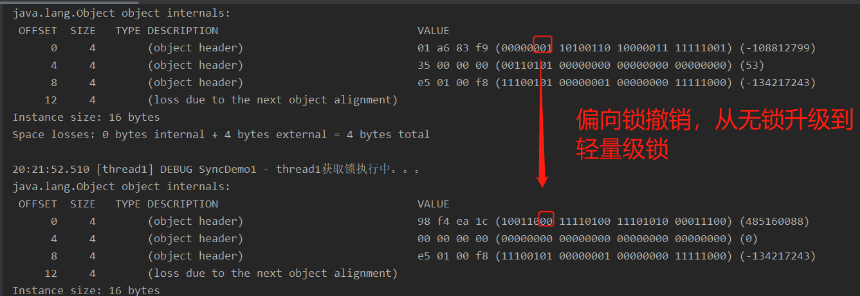 java.lang.Object object internals:
OFFSET SIZE TYPE DESCRIPTION VALUE
0 4 (object header) 01 a6 83 f9 (00000001 10100110 10000011 11111001) (-108812799)
4 4 (object header) 35 00 00 00 (00110101 00000000 00000000 00000000) (53)
8 4 (object header) e5 01 00 f8 (11100101 00000001 00000000 11111000) (-134217243)
12 4 (loss due to the next object alignment)
Instance size: 16 bytes
Space losses: 0 bytes internal + 4 bytes external = 4 bytes total
偏向锁撤销，从无锁升级到
轻量级锁
20:21:52.510 [thread1] DEBUG SyncDemo1 - thread1获取锁执行中。。。
java.lang.Object object internals:
OFFSET SIZE TYPE DESCRIPTION VALUE
0 4 (object header) 98 f4 ea 1c (10011000 11110100 11101010 00011100) (485160088)
4 4 (object header) 00 00 00 00 (00000000 00000000 00000000 00000000) (0)
8 4 (object header) e5 01 00 f8 (11100101 00000001 00000000 11111000) (-134217243)
12 4 (loss due to the next object alignment)
Instance size: 16 bytes